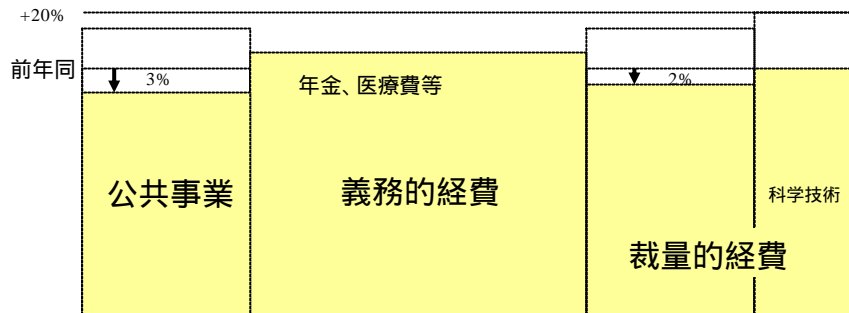 +20%
前年同
3%
年金、医療費等
2%
公共事業
義務的経費
科学技術
裁量的経費